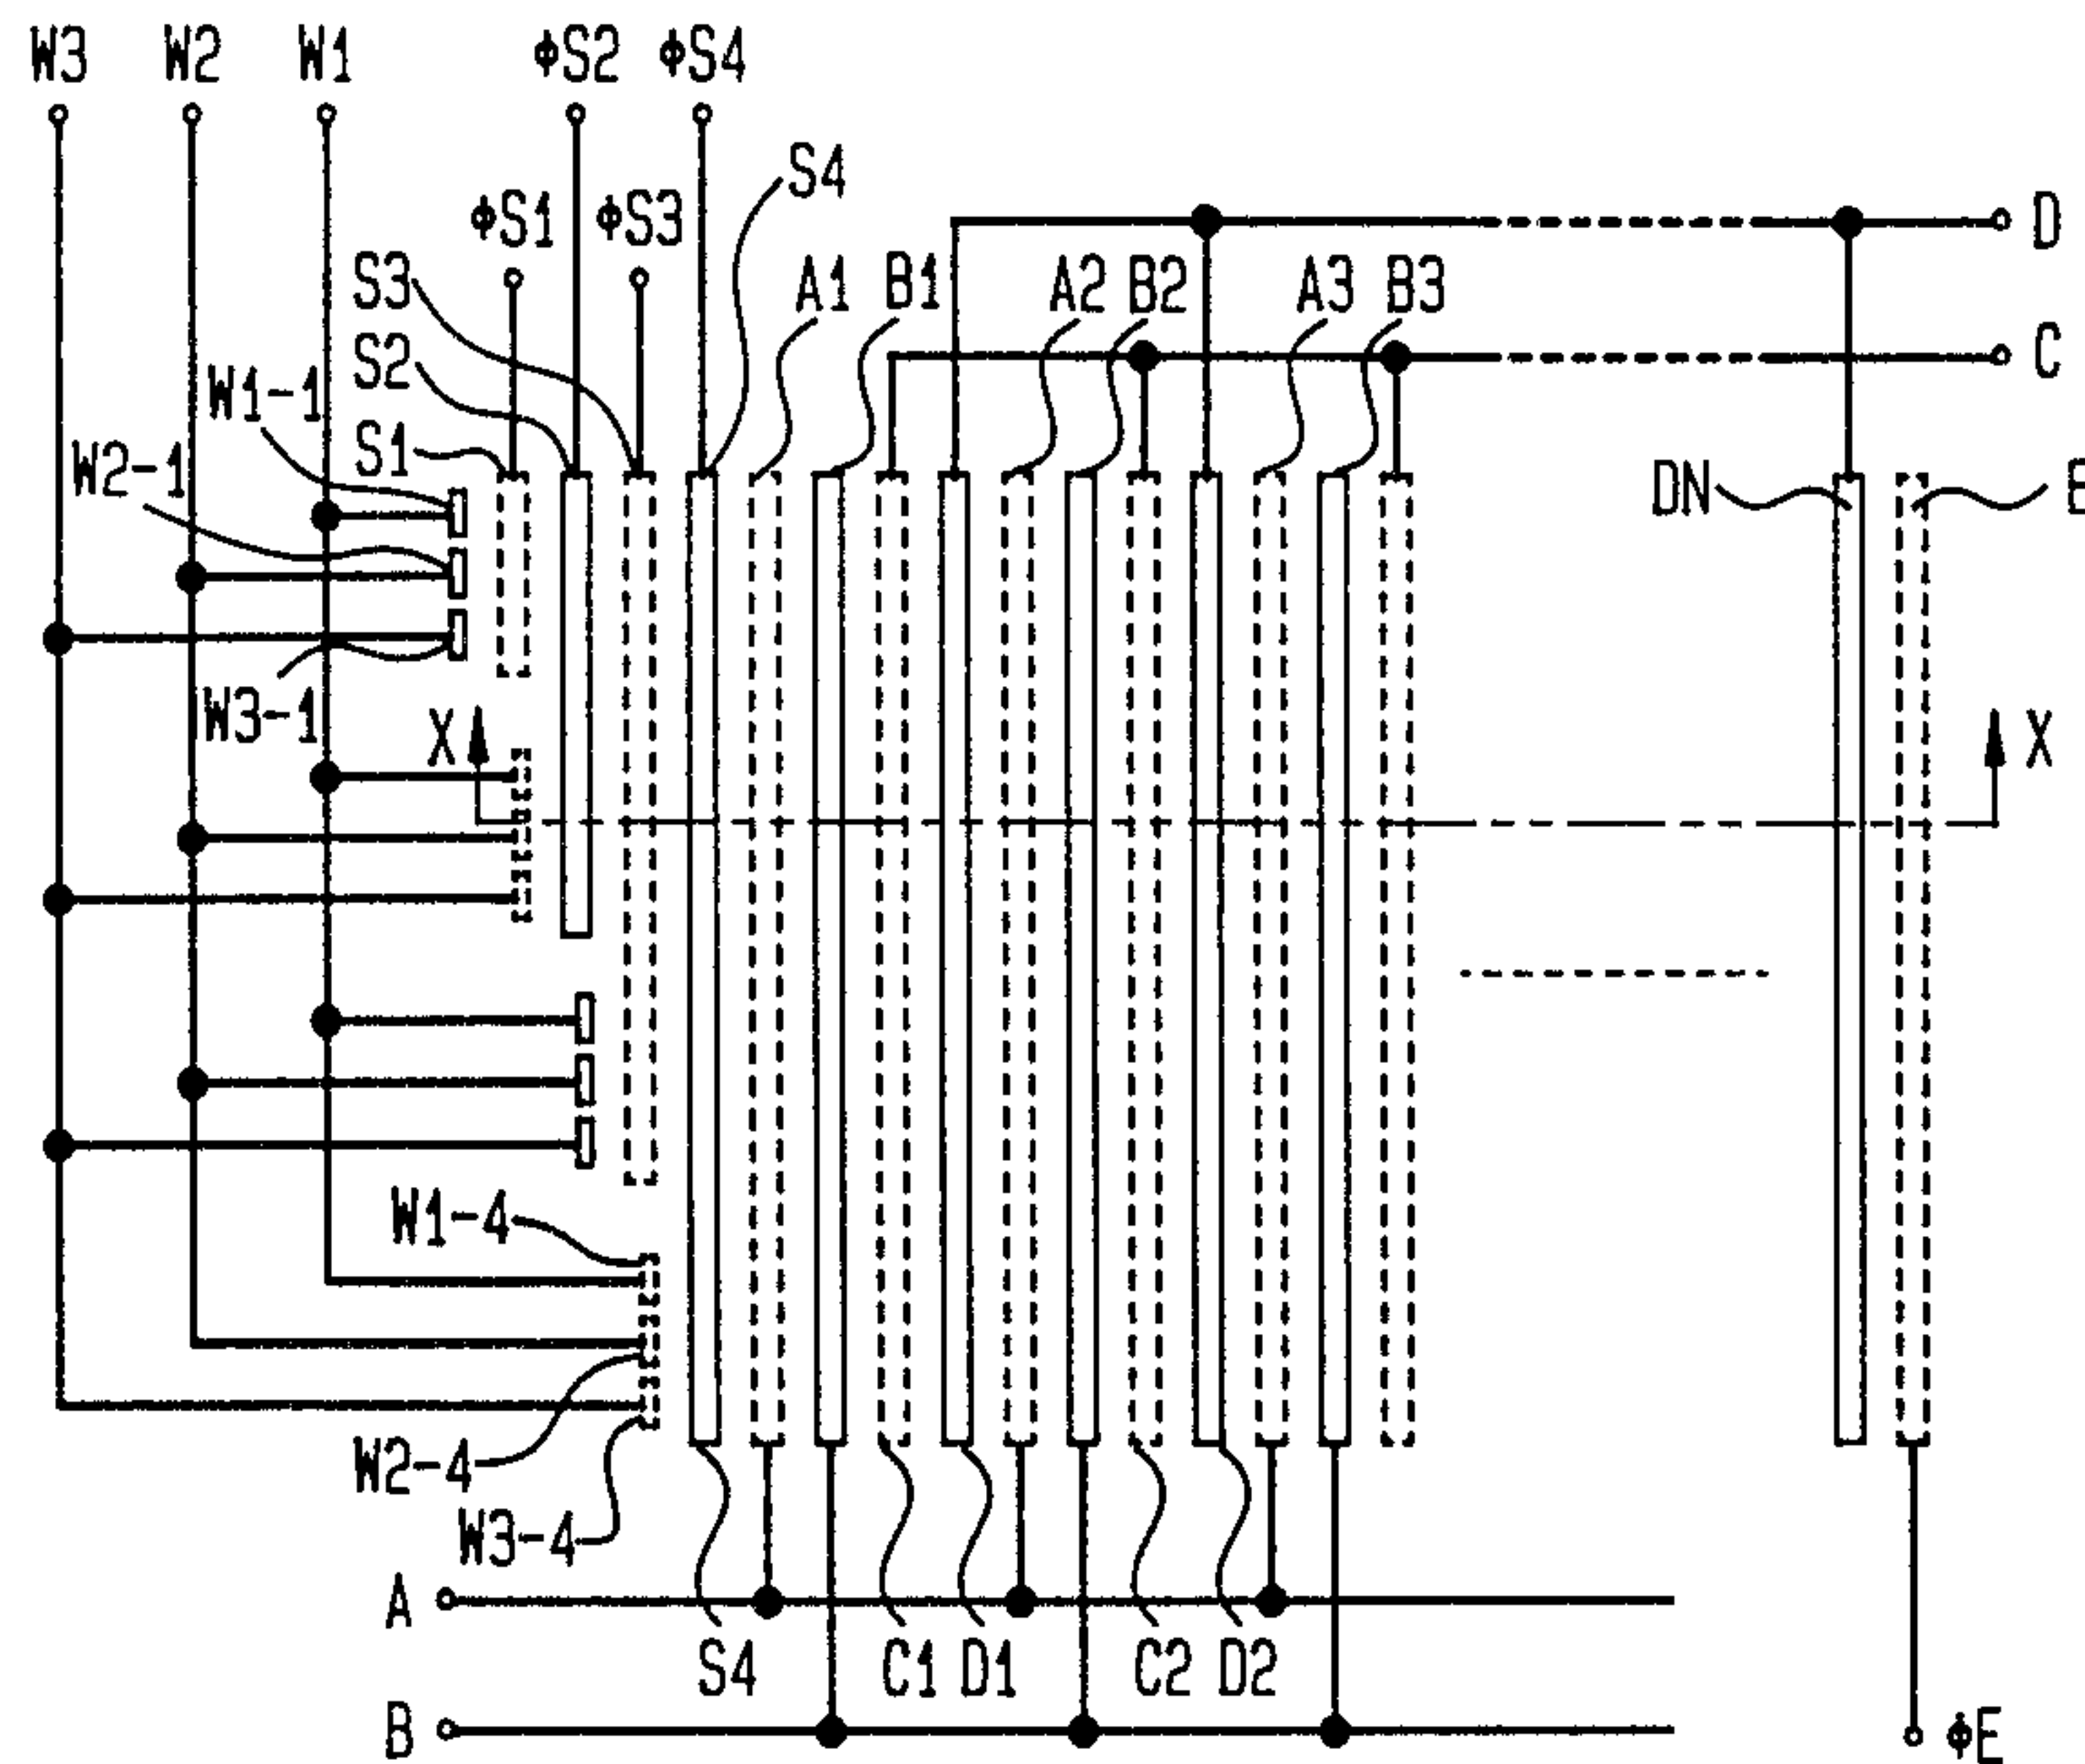 W3 W2 W1 ϕS2 ϕS4
S4
ϕS1 ϕS3
D
S3 A1 B1 A2 B2 A3 B3
S2 C
W1-1
S1
W2-1 DN E
W3-1 X X
W1-4
W2-4
W3-4
A
S4 C1 D1 C2 D2
B ϕE